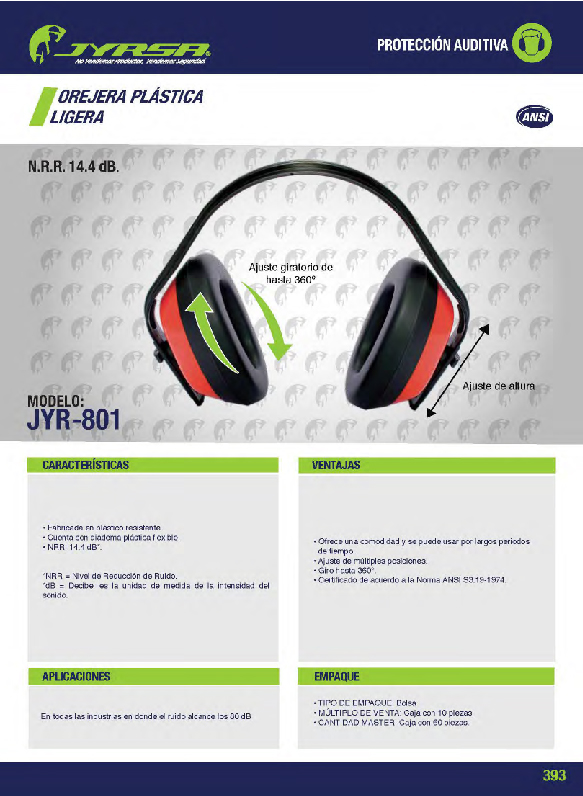 JYRSA®
No Vendemos Productos, Vendemos Seguridad
PROTECCIÓN AUDITIVA
OREJERA PLÁSTICA
LIGERA
ANSI
N.R.R. 14.4 dB.
Ajuste giratorio de
hasta 360º
Ajuste de altura
MODELO:
JYR-801
CARACTERÍSTICAS
• Fabricada en plástico resistente.
• Cuenta con diadema plástica flexible
• NRR 14.4 dB*.
*NRR = Nivel de Reducción de Ruido.
*dB = Decibel es la unidad de medida de la intensidad del
sonido.
VENTAJAS
• Ofrece una comodidad y se puede usar por largos periodos
de tiempo
• Ajuste de múltiples posiciones.
• Giro hasta 360º.
• Certificado de acuerdo a la Norma ANSI S3.19-1974.
APLICACIONES
En todas las industrias en donde el ruido alcance los dB
EMPAQUE
• TIPO DE EMPAQUE: Bolsa
• MÚLTIPLO DE VENTA: Caja con 10 piezas
• CANTIDAD MASTER: Caja con 60 piezas.
393